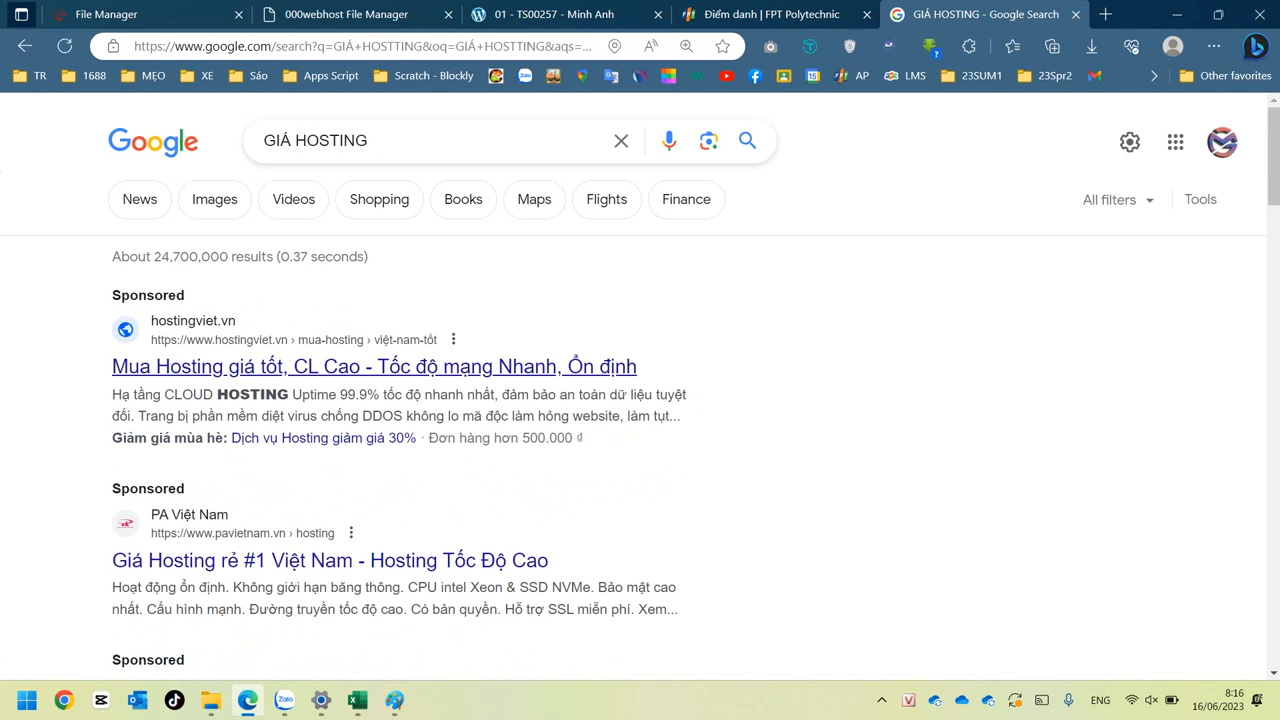 File Manager
000webhost File Manager
01 - TS00257 - Minh Anh
Điểm danh | FPT Polytechnic
GIÁ HOSTING - Google Search
https://www.google.com/search?q=GIÁ+HOSTTING&oq=GIÁ+HOSTTING&aqs=...
TR
1688
MẸO
XE
Sáo
Apps Script
Scratch - Blockly
AP
LMS
23SUM1
23Spr2
Other favorites
Google
GIÁ HOSTING
News
Images
Videos
Shopping
Books
Maps
Flights
Finance
All filters
Tools
About 24,700,000 results (0.37 seconds)
Sponsored
hostingviet.vn
https://www.hostingviet.vn › mua-hosting › việt-nam-tốt
Mua Hosting giá tốt, CL Cao - Tốc độ mạng Nhanh, Ổn định
Hạ tầng CLOUD HOSTING Uptime 99.9% tốc độ nhanh nhất, đảm bảo an toàn dữ liệu tuyệt
đối. Trang bị phần mềm diệt virus chống DDOS không lo mã độc làm hỏng website, làm tụt...
Giảm giá mùa hè: Dịch vụ Hosting giảm giá 30% · Đơn hàng hơn 500.000 ₫
Sponsored
PA Việt Nam
https://www.pavietnam.vn › hosting
Giá Hosting rẻ #1 Việt Nam - Hosting Tốc Độ Cao
Hoạt động ổn định. Không giới hạn băng thông. CPU intel Xeon & SSD NVMe. Bảo mật cao
nhất. Cấu hình mạnh. Đường truyền tốc độ cao. Có bản quyền. Hỗ trợ SSL miễn phí. Xem...
Sponsored
ENG
8:16
16/06/2023